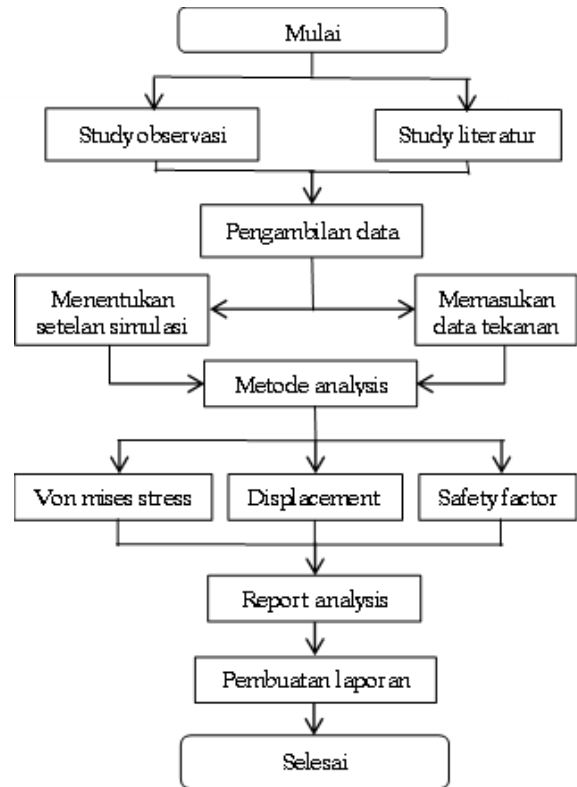 Mulai
Study observasi
Study literatur
Pengambilan data
Menentukan
setelan simulasi
Memasukan
data tekanan
Metode analysis
Von mises stress
Displacement
Safety factor
Report analysis
Pembuatan laporan
Selesai